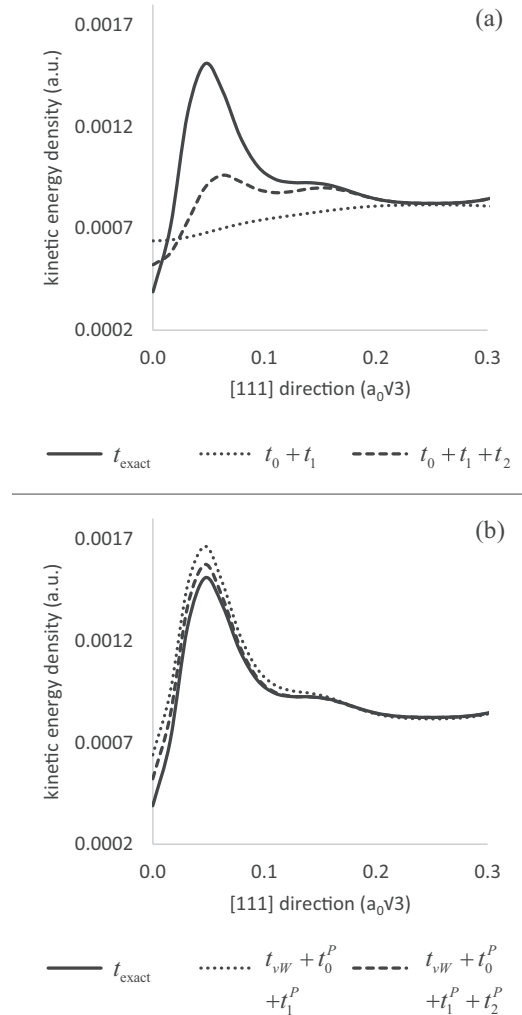 (a)
0.0017
0.0012
0.0007
0.0002
kinetic energy density (a.u.)
0.0 0.1 0.2 0.3
[111] direction (a₀√3)
t_exact t₀ + t₁ t₀ + t₁ + t₂
(b)
0.0017
0.0012
0.0007
0.0002
kinetic energy density (a.u.)
0.0 0.1 0.2 0.3
[111] direction (a₀√3)
t_exact t_vW + t₀^P t_vW + t₀^P
+t₁^P +t₁^P + t₂^P